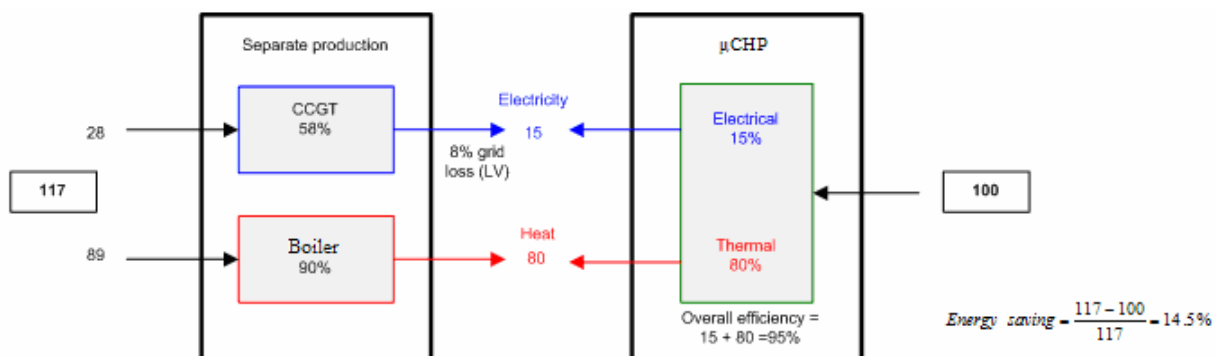 Separate production
μCHP
CCGT
58%
Electricity
15
8% grid
loss (LV)
Electrical
15%
28
117
100
89
Boiler
90%
Heat
80
Thermal
80%
Overall efficiency =
15 + 80 =95%
Energy saving = \frac{117-100}{117} = 14.5%